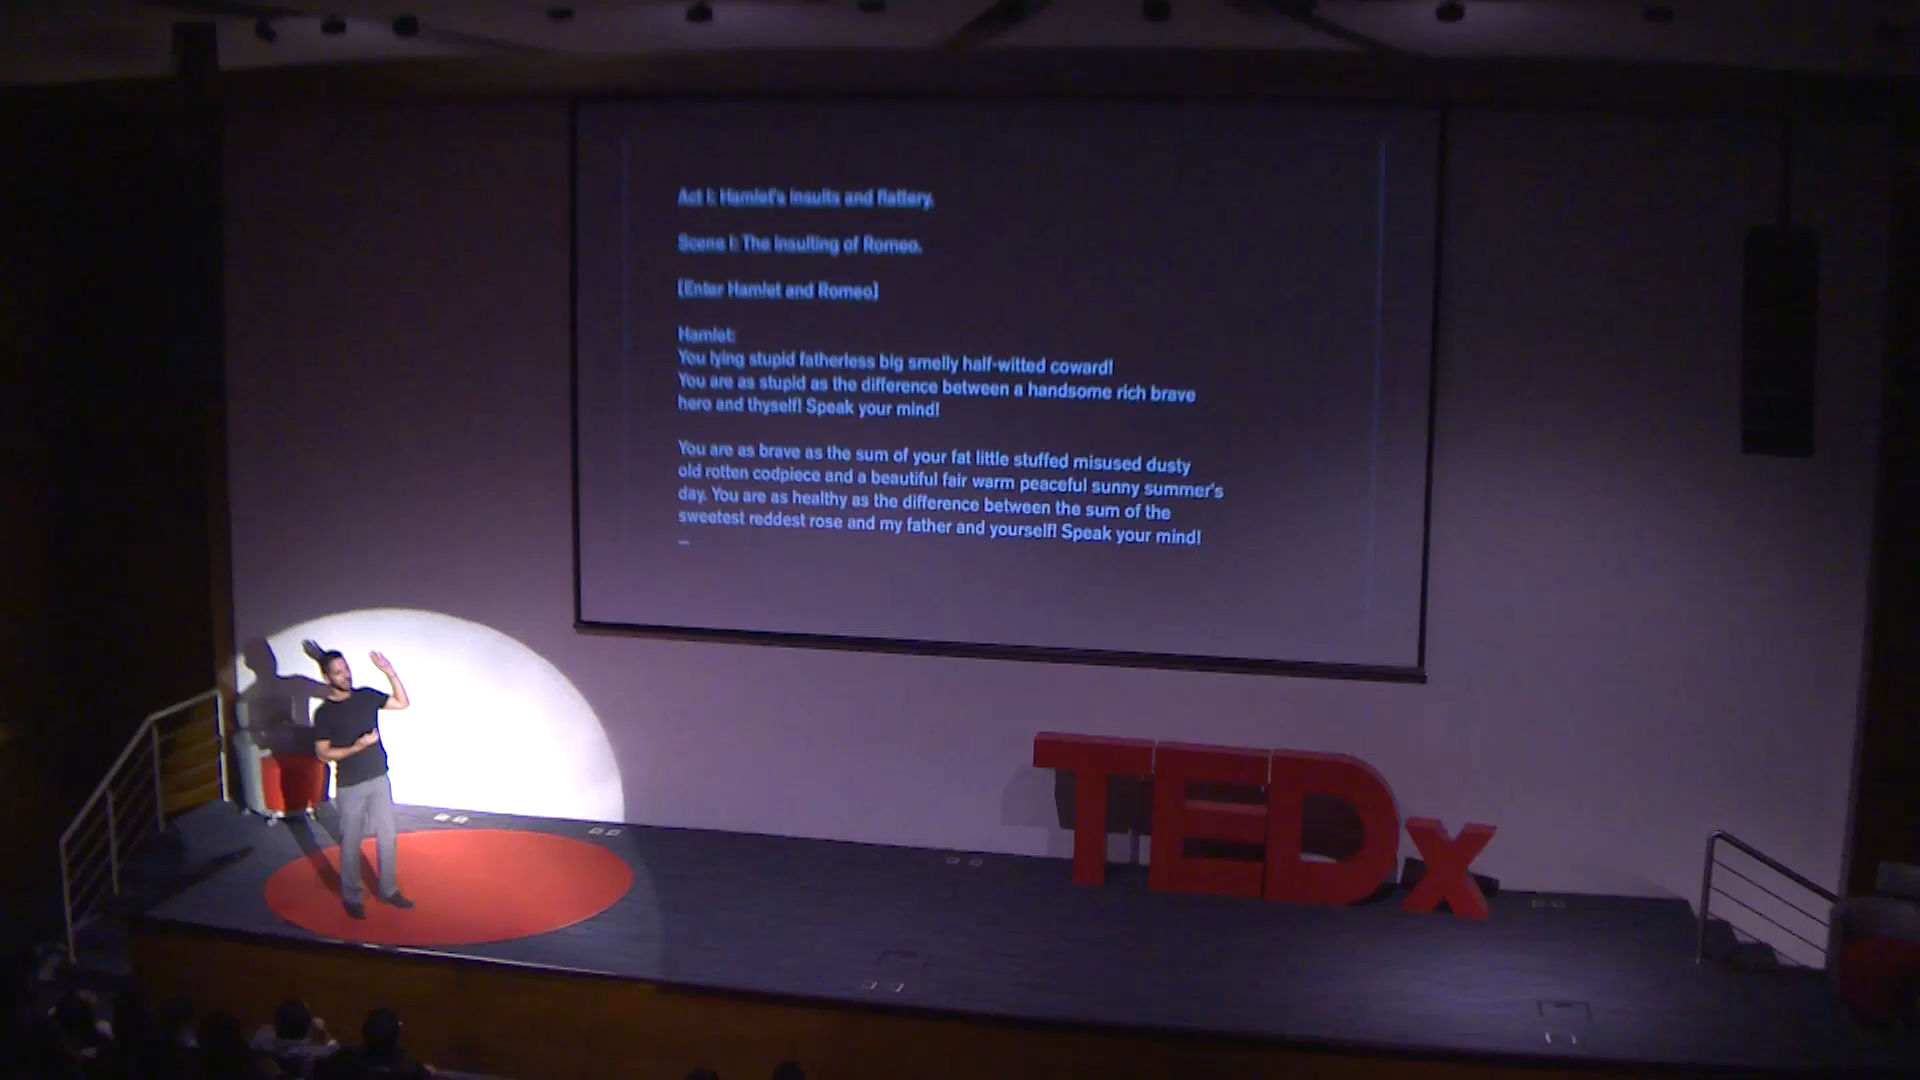 Act I: Hamlet's insults and flattery.
Scene I: The insulting of Romeo.
[Enter Hamlet and Romeo]
Hamlet:
You lying stupid fatherless big smelly half-witted coward!
You are as stupid as the difference between a handsome rich brave
hero and thyself! Speak your mind!
You are as brave as the sum of your fat little stuffed misused dusty
old rotten codpiece and a beautiful fair warm peaceful sunny summer's
day. You are as healthy as the difference between the sum of the
sweetest reddest rose and my father and yourself! Speak your mind!
_
TEDx